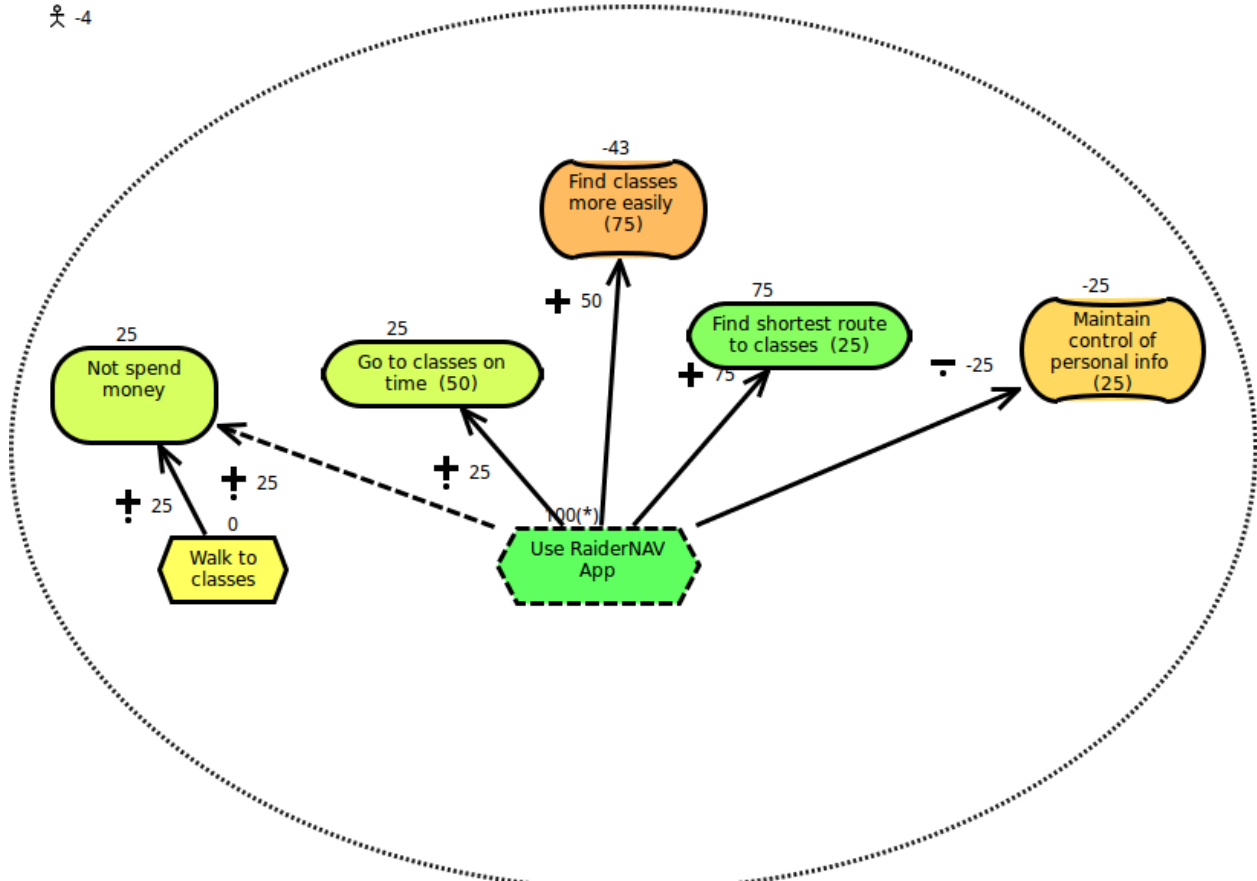 -4
-43
Find classes
more easily
(75)
50
75
Find shortest route
to classes (25)
75
-25
Maintain
control of
personal info
(25)
-25
25
Not spend
money
25
Go to classes on
time (50)
25
25
25
0
Walk to
classes
100(*)
Use RaiderNAV
App